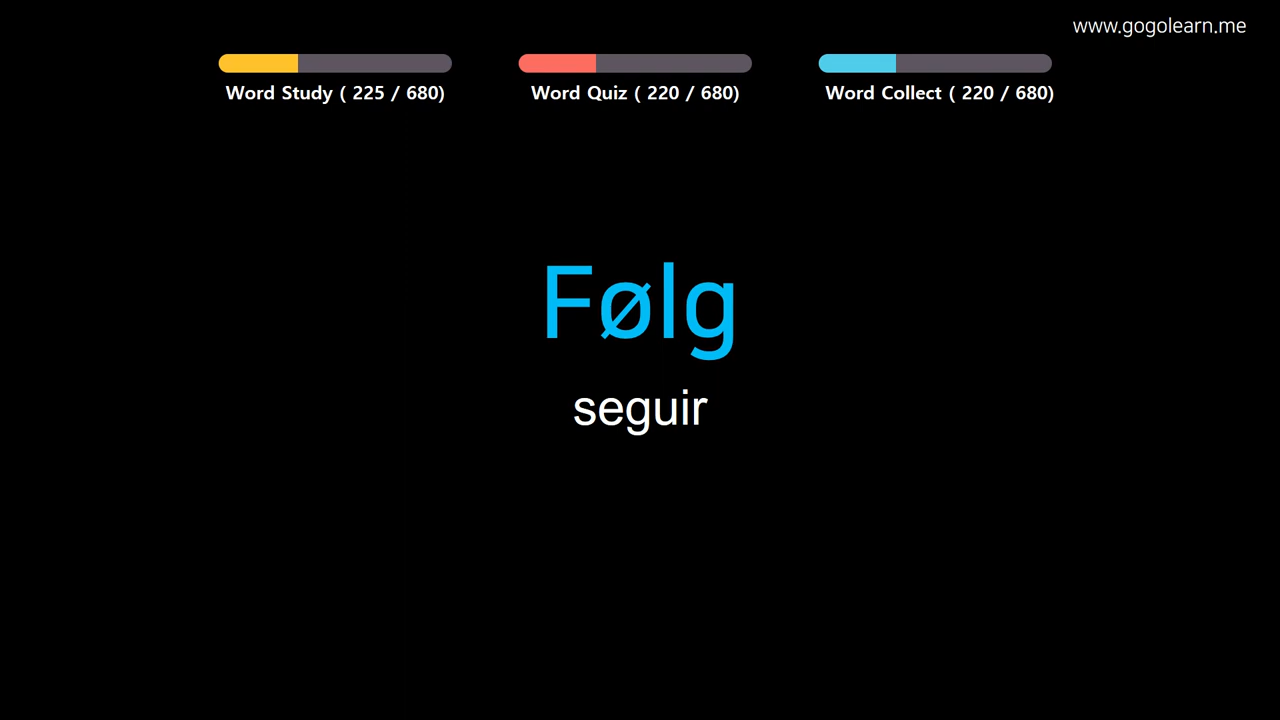 www.gogolearn.me
Word Study ( 225 / 680)
Word Quiz ( 220 / 680)
Word Collect ( 220 / 680)
Følg
seguir